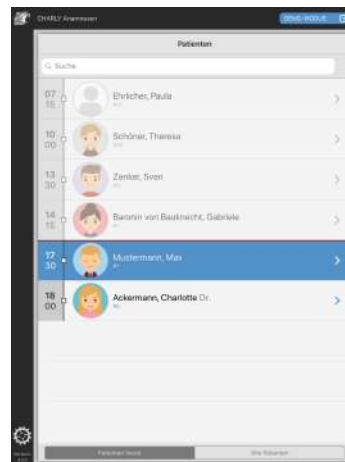 CHARLY Anamnesen
DEMO-MODUS
Patienten
Suche
07
15
Ehrlicher, Paula
10
00
Schöner, Theresa
13
30
Zenker, Sven
14
15
Baronin von Bauknecht, Gabriele
17
30
Mustermann, Max
18
00
Ackermann, Charlotte Dr.
Patienten heute
Alle Patienten